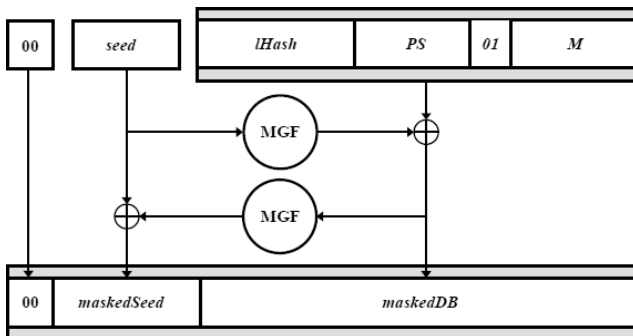 00 seed lHash PS 01 M
MGF
MGF
00 maskedSeed maskedDB